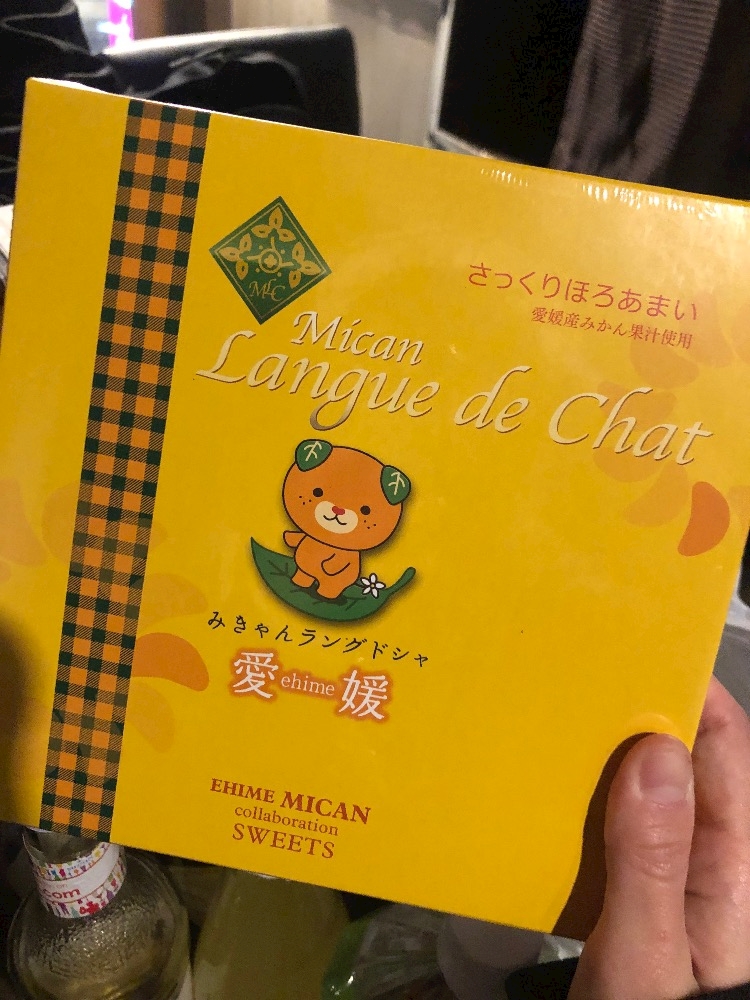 MLC
さっくりほろあまい
愛媛産みかん果汁使用
Mican
Langue de Chat
みきゃんラングドシャ
愛 ehime 媛
EHIME MICAN
collaboration
SWEETS
.com